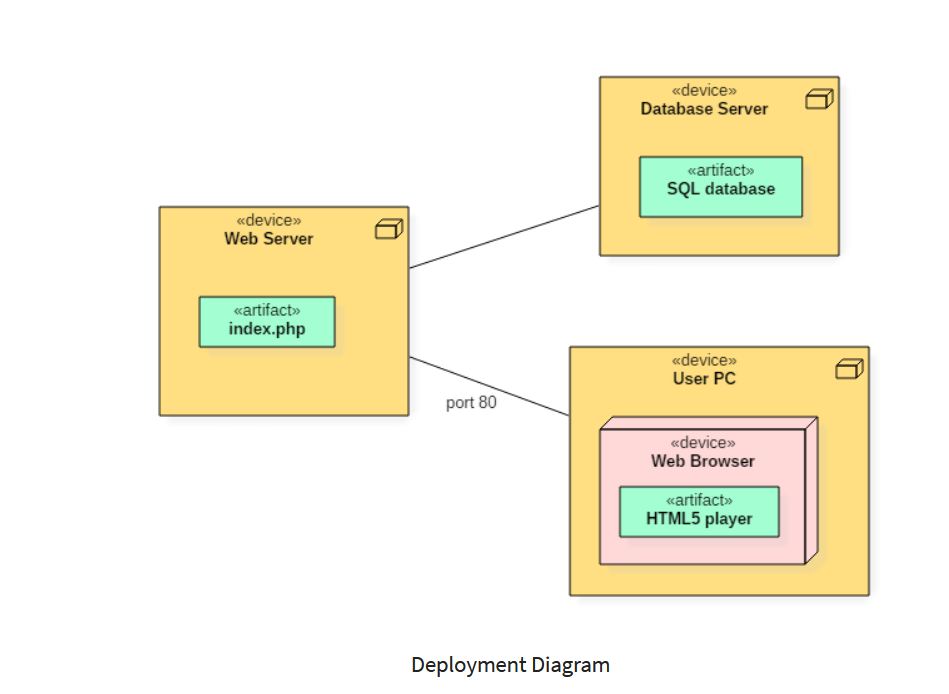 «device»
Database Server
«artifact»
SQL database
«device»
Web Server
«artifact»
index.php
port 80
«device»
User PC
«device»
Web Browser
«artifact»
HTML5 player
Deployment Diagram